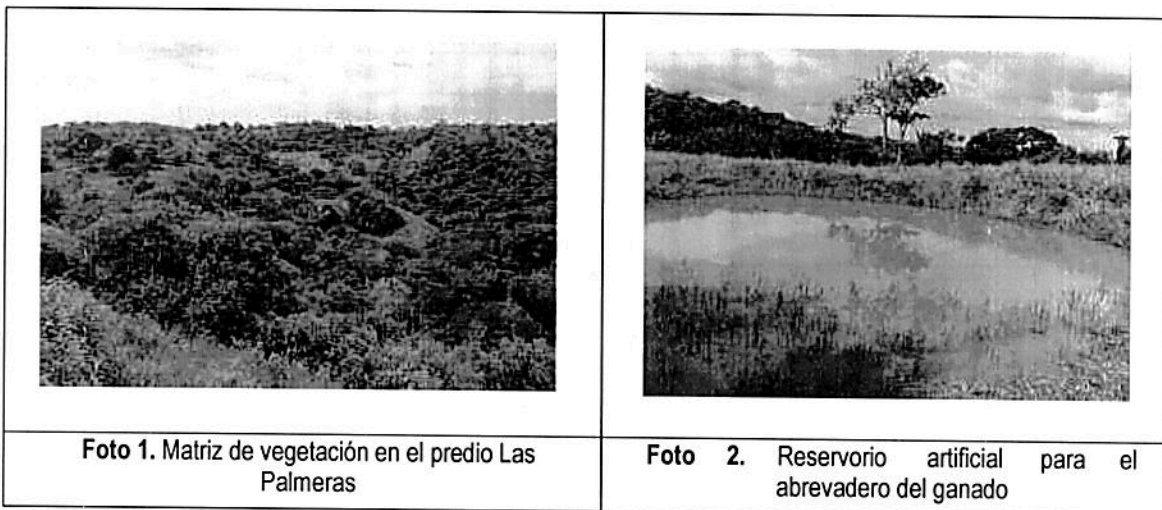 Foto 1. Matriz de vegetación en el predio Las
Palmeras
Foto 2. Reservorio artificial para el
abrevadero del ganado